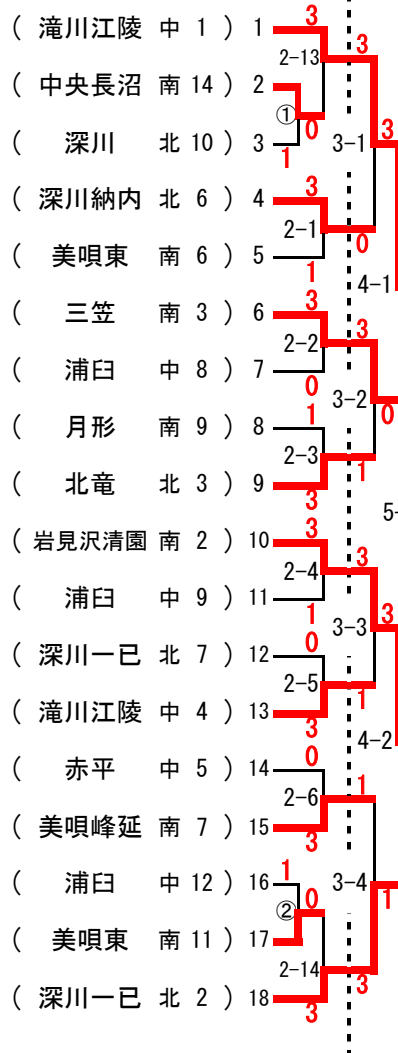 ( 滝川江陵 中 1 ) 1 3
2-13 3
( 中央長沼 南 14 ) 2
① 0 3
( 深川 北 10 ) 3 3-1
1
( 深川納内 北 6 ) 4 3
2-1 0
( 美唄東 南 6 ) 5
1 4-1
( 三笠 南 3 ) 6 3
2-2 3
( 浦臼 中 8 ) 7
0 3-2 0
( 月形 南 9 ) 8 1
2-3 1
( 北竜 北 3 ) 9
3 5-
( 岩見沢清園 南 2 ) 10 3
2-4 3
( 浦臼 中 9 ) 11
1 3-3 3
( 深川一已 北 7 ) 12 0
2-5 1
( 滝川江陵 中 4 ) 13
3 4-2
( 赤平 中 5 ) 14 0
2-6 1
( 美唄峰延 南 7 ) 15
3
( 浦臼 中 12 ) 16 1 3-4
② 0 1
( 美唄東 南 11 ) 17
2-14 3
( 深川一已 北 2 ) 18
3